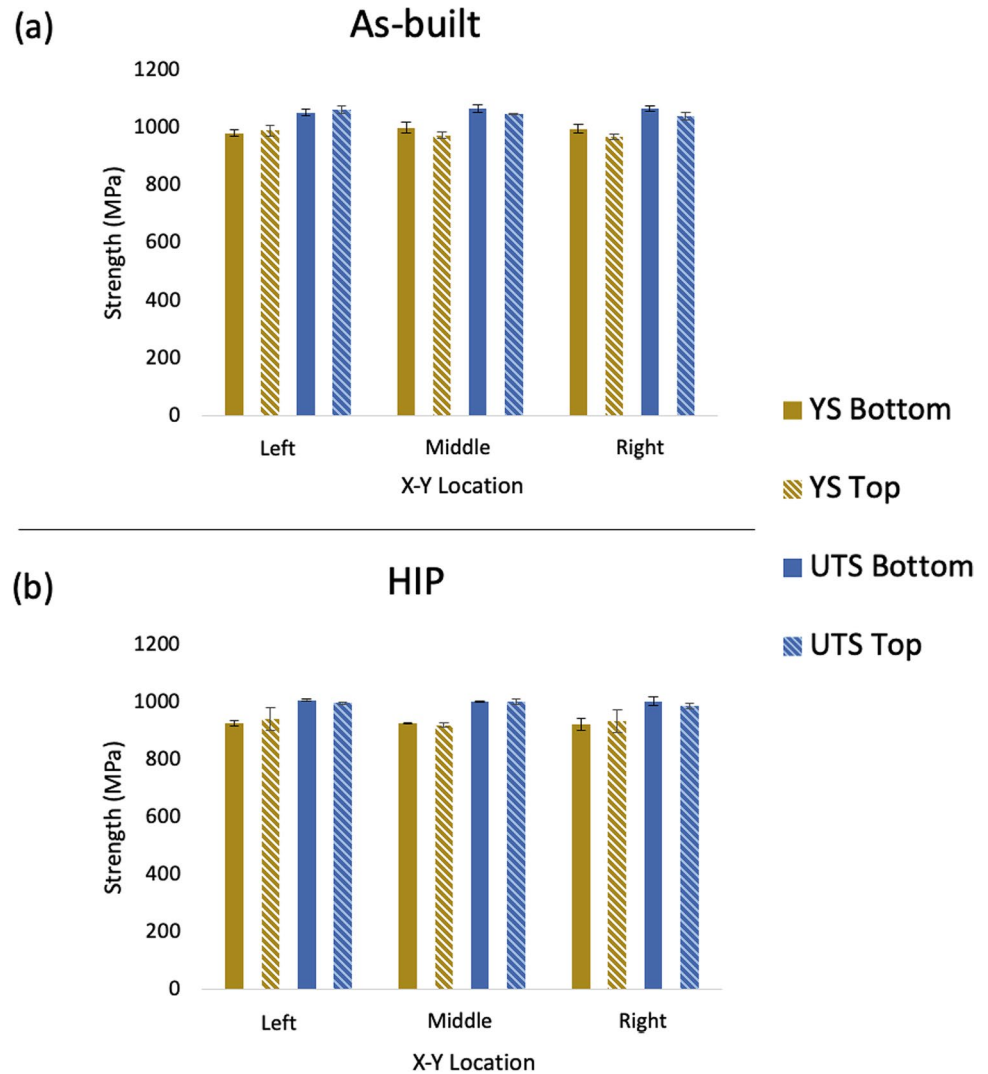 (a)
As-built
1200
1000
800
600
400
200
0
Strength (MPa)
Left Middle Right
X-Y Location
YS Bottom
YS Top
UTS Bottom
UTS Top
(b)
HIP
1200
1000
800
600
400
200
0
Strength (MPa)
Left Middle Right
X-Y Location